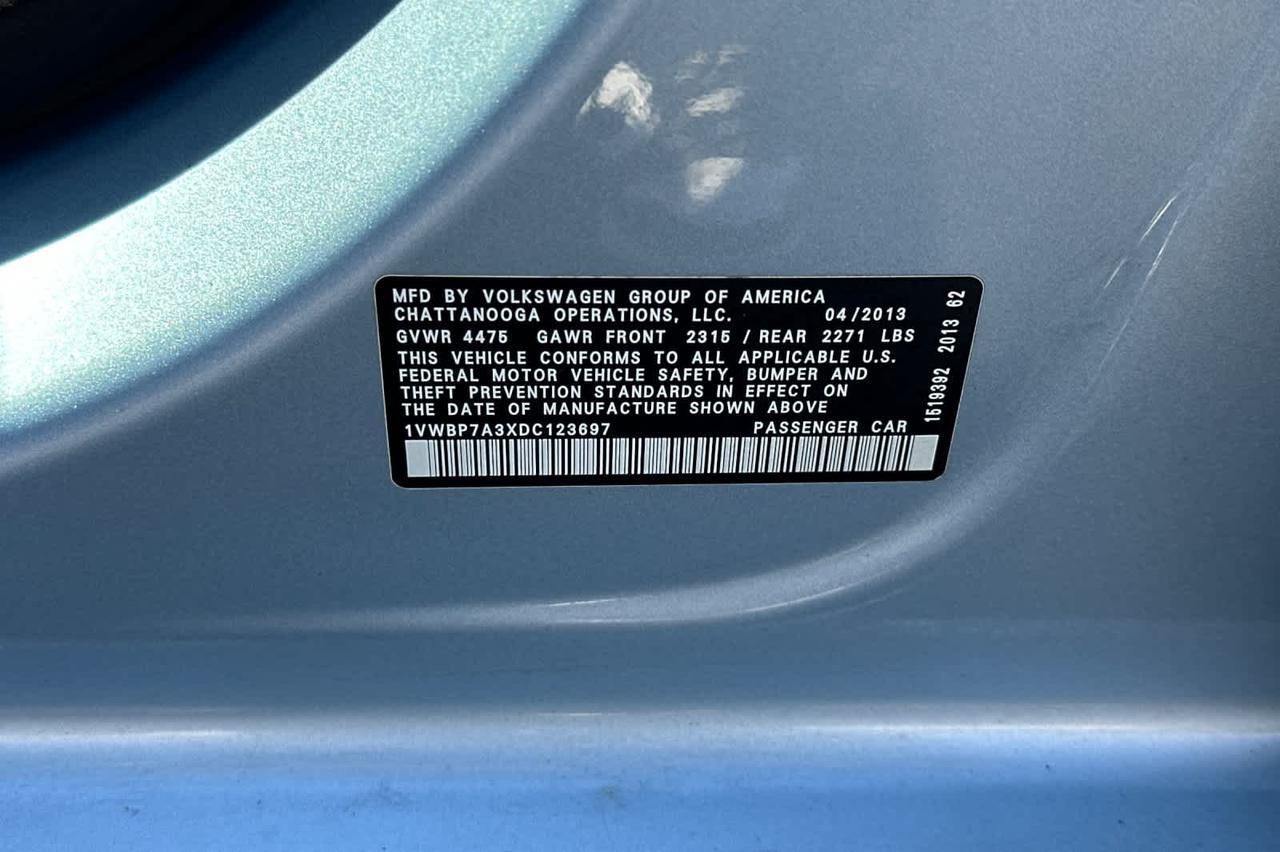 MFD BY VOLKSWAGEN GROUP OF AMERICA
CHATTANOOGA OPERATIONS, LLC. 04/2013
GVWR 4475 GAWR FRONT 2315 / REAR 2271 LBS
THIS VEHICLE CONFORMS TO ALL APPLICABLE U.S.
FEDERAL MOTOR VEHICLE SAFETY, BUMPER AND
THEFT PREVENTION STANDARDS IN EFFECT ON
THE DATE OF MANUFACTURE SHOWN ABOVE
1VWBP7A3XDC123697 PASSENGER CAR
1519392 2013 62